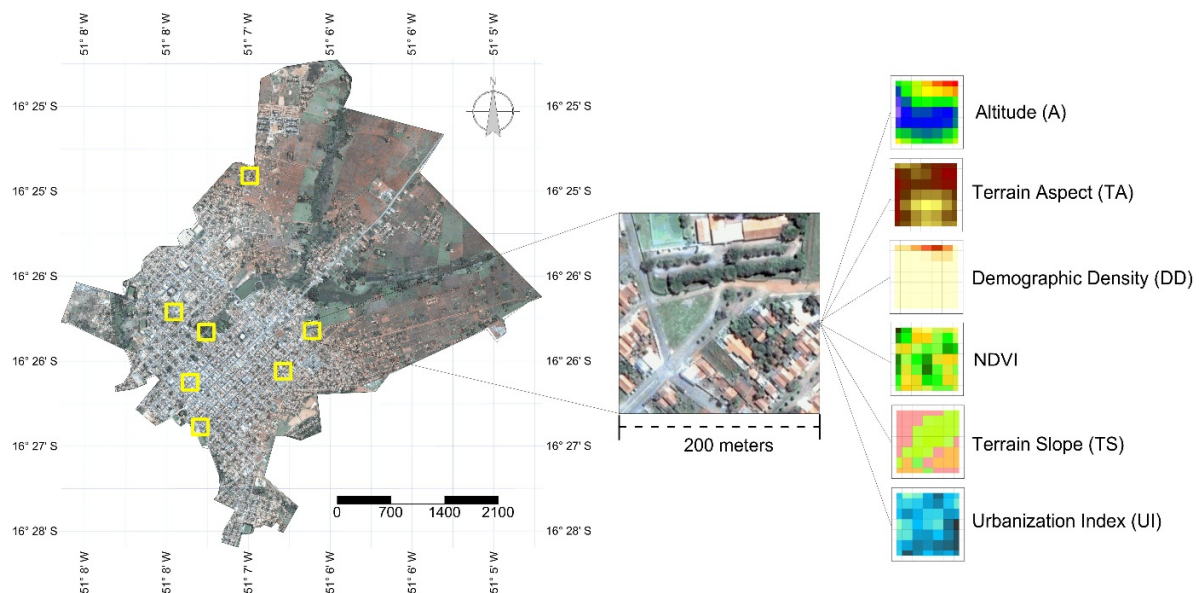 51° 8' W 51° 8' W 51° 7' W 51° 6' W 51° 6' W 51° 5' W
N
16° 25' S 16° 25' S
16° 25' S 16° 25' S
16° 26' S 16° 26' S
16° 26' S 16° 26' S
16° 27' S 16° 27' S
16° 28' S 16° 28' S
0 700 1400 2100
51° 8' W 51° 8' W 51° 7' W 51° 6' W 51° 6' W 51° 5' W
200 meters
Altitude (A)
Terrain Aspect (TA)
Demographic Density (DD)
NDVI
Terrain Slope (TS)
Urbanization Index (UI)